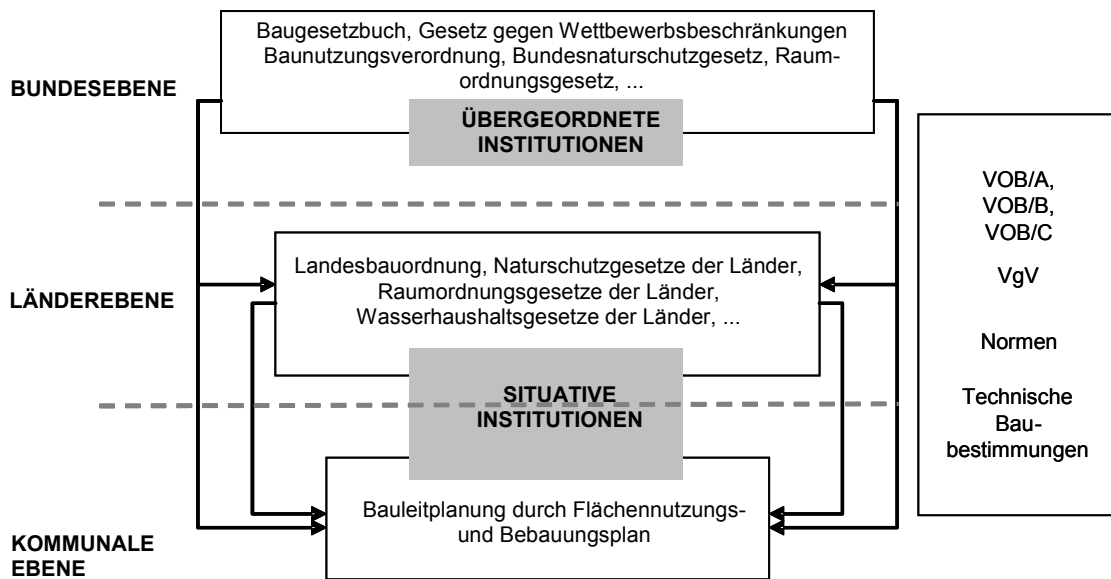 Baugesetzbuch, Gesetz gegen Wettbewerbsbeschränkungen
Baunutzungsverordnung, Bundesnaturschutzgesetz, Raum-
ordnungsgesetz, ...
BUNDESEBENE
ÜBERGEORDNETE
INSTITUTIONEN
Landesbauordnung, Naturschutzgesetze der Länder,
Raumordnungsgesetze der Länder,
Wasserhaushaltsgesetze der Länder, ...
LÄNDEREBENE
SITUATIVE
INSTITUTIONEN
Bauleitplanung durch Flächennutzungs-
und Bebauungsplan
KOMMUNALE
EBENE
VOB/A,
VOB/B,
VOB/C
VgV
Normen
Technische
Bau-
bestimmungen